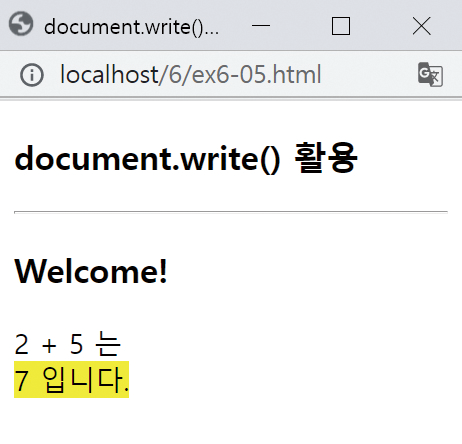 document.write()...
localhost/6/ex6-05.html
document.write() 활용
Welcome!
2 + 5 는
7 입니다.